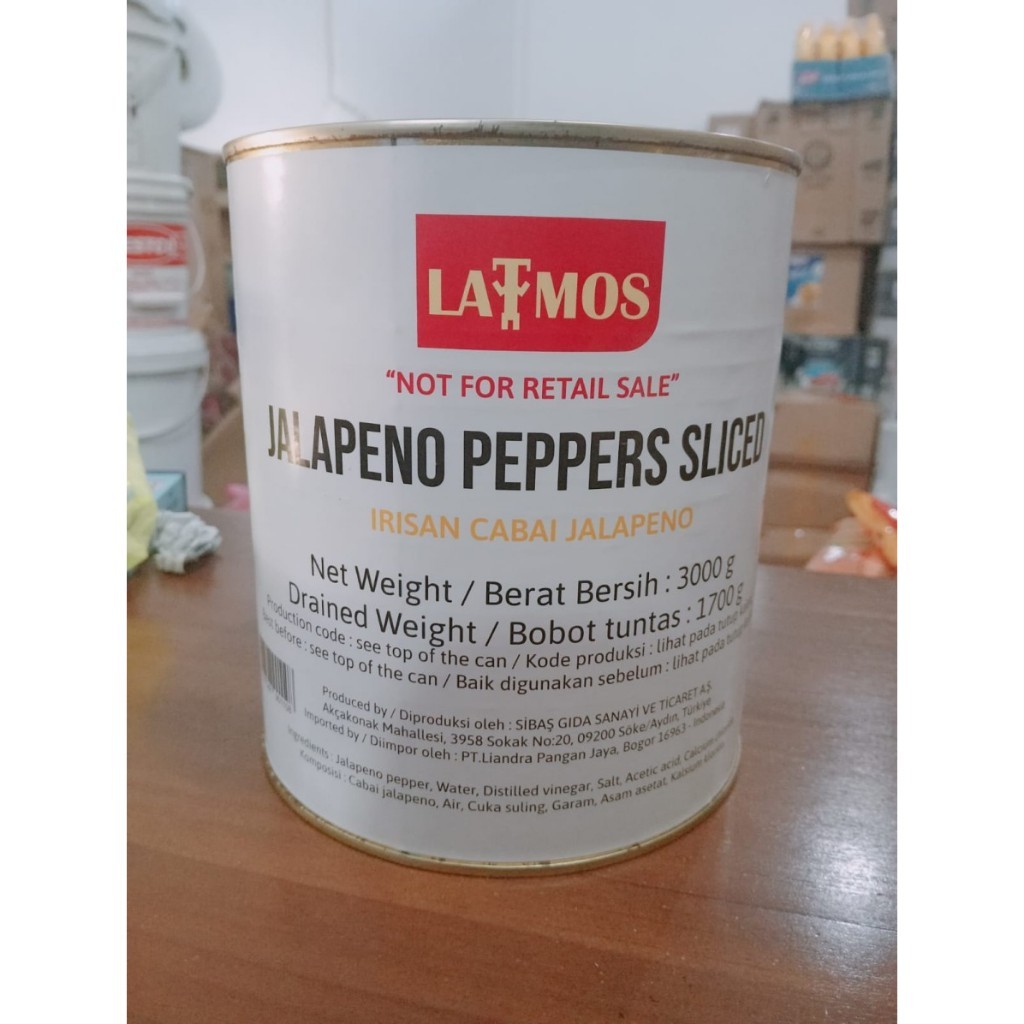 LATMOS
“NOT FOR RETAIL SALE”
JALAPENO PEPPERS SLICED
IRISAN CABAI JALAPENO
Net Weight / Berat Bersih : 3000 g
Drained Weight / Bobot tuntas : 1700 g
Production code : see top of the can / Kode produksi : lihat pada tutup
Best before : see top of the can / Baik digunakan sebelum : lihat pada
Produced by / Diproduksi oleh : SİBAŞ GIDA SANAYİ VE TİCARET A.Ş.
Akçakonak Mahallesi, 3958 Sokak No:20, 09200 Söke/Aydın, Türkiye
Imported by / Diimpor oleh : PT.Liandra Pangan Jaya, Bogor 16963 - Indonesia
Ingredients : Jalapeno pepper, Water, Distilled vinegar, Salt, Acetic acid, Calcium
Komposisi : Cabai jalapeno, Air, Cuka suling, Garam, Asam asetat, Kalsium